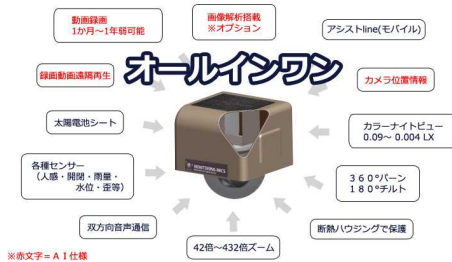 動画録画
1か月～1年弱可能
画像解析搭載
※オプション
アシストline(モバイル)
録画動画遠隔再生
オールインワン
カメラ位置情報
太陽電池シート
カラーナイトビュー
0.09～ 0.004 LX
各種センサー
（人感・開閉・雨量・
水位・歪等）
３６０°パーン
１８０°チルト
双方向音声通信
42倍～432倍ズーム
断熱ハウジングで保護
※赤文字＝ＡＩ仕様